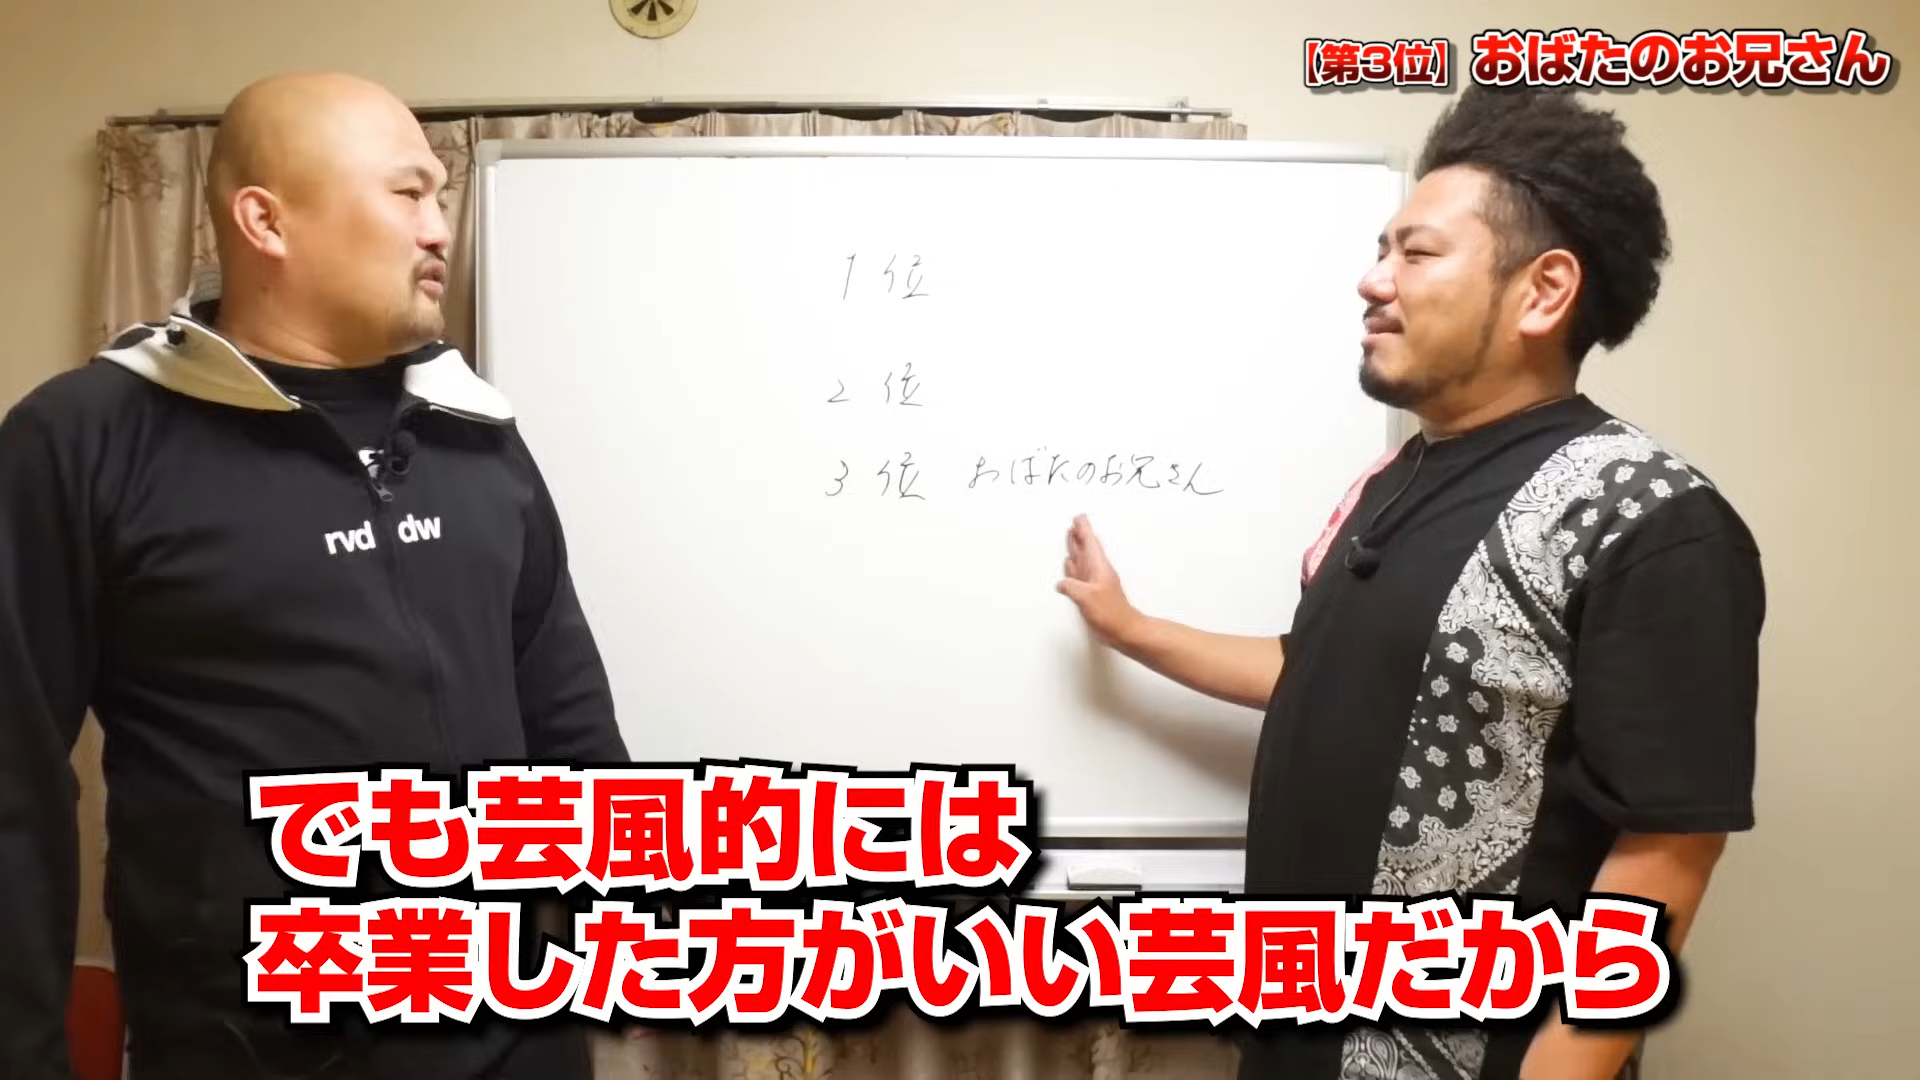 【第3位】おばたのお兄さん
1位
2位
3位 おばたのお兄さん
rvd dw
でも芸風的には
卒業した方がいい芸風だから